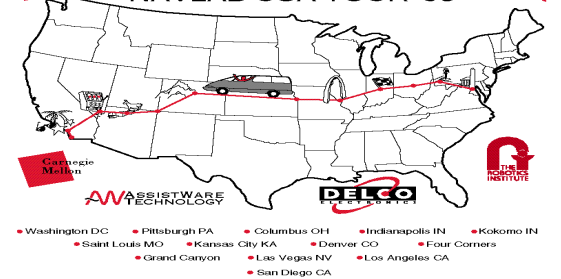 Carnegie
Mellon
ASSISTWARE
TECHNOLOGY
DELCO
ELECTRONICS
THE
ROBOTICS
INSTITUTE
Washington DC Pittsburgh PA Columbus OH Indianapolis IN Kokomo IN
Saint Louis MO Kansas City KA Denver CO Four Corners
Grand Canyon Las Vegas NV Los Angeles CA
San Diego CA